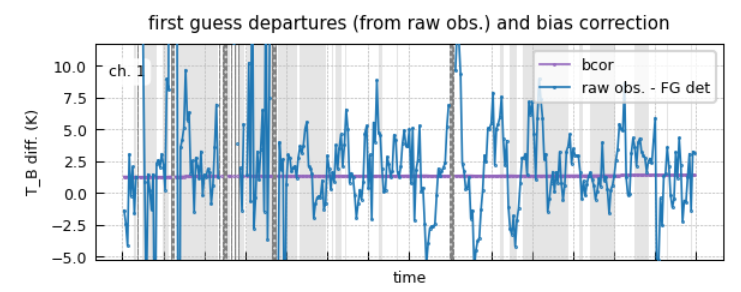 first guess departures (from raw obs.) and bias correction
ch. 1
bcor
raw obs. - FG det
T_B diff. (K)
10.0
7.5
5.0
2.5
0.0
−2.5
−5.0
time